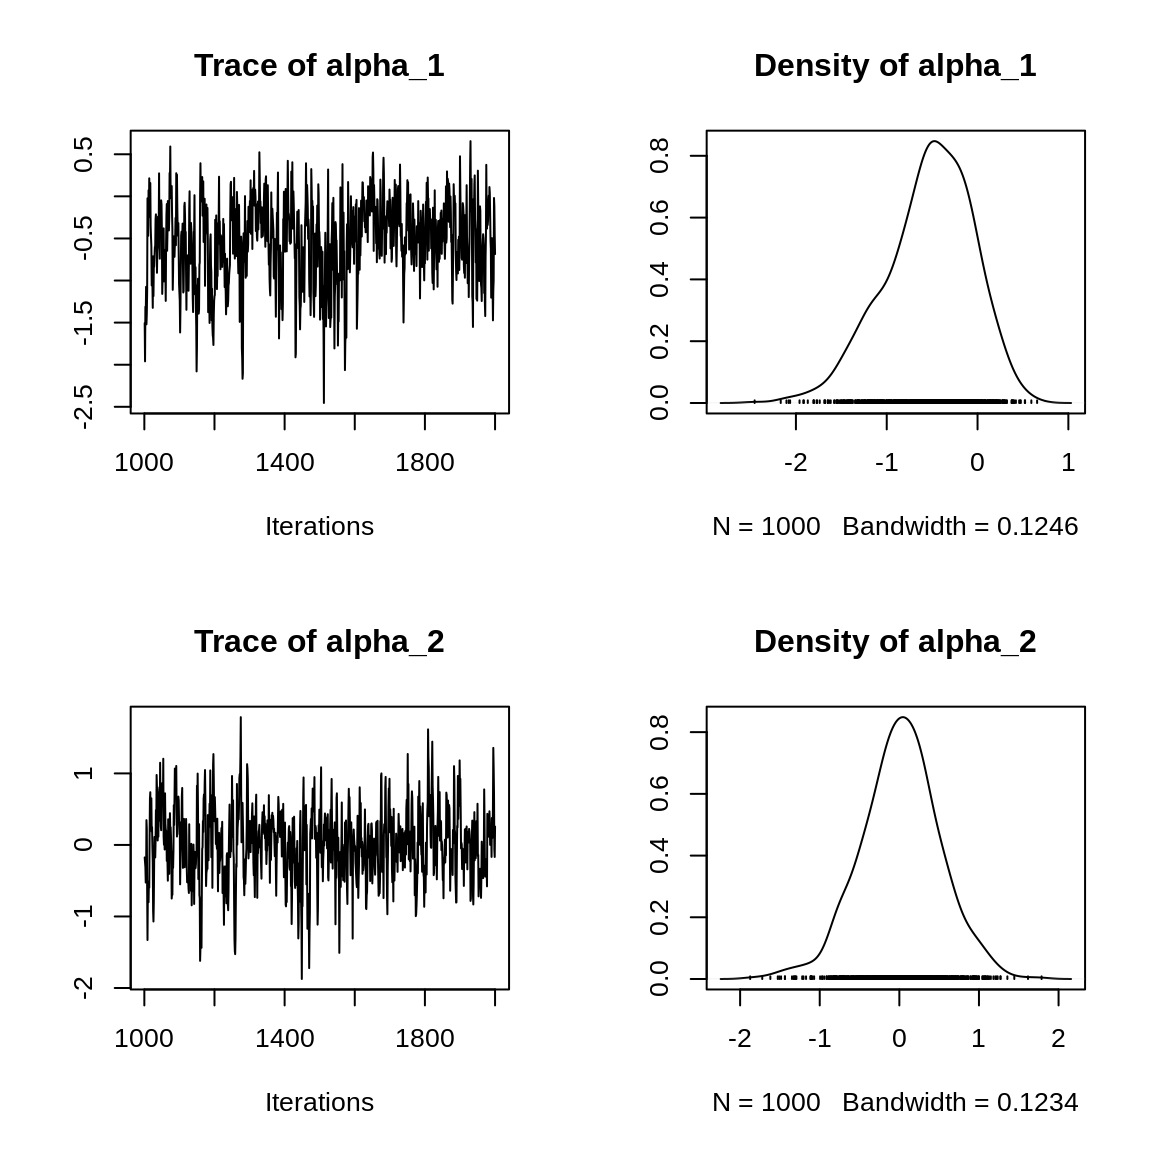 Trace of alpha_1
0.5
-0.5
-1.5
-2.5
1000 1400 1800
Iterations
Density of alpha_1
0.8
0.6
0.4
0.2
0.0
-2 -1 0 1
N = 1000 Bandwidth = 0.1246
Trace of alpha_2
1
0
-1
-2
1000 1400 1800
Iterations
Density of alpha_2
0.8
0.6
0.4
0.2
0.0
-2 -1 0 1 2
N = 1000 Bandwidth = 0.1234